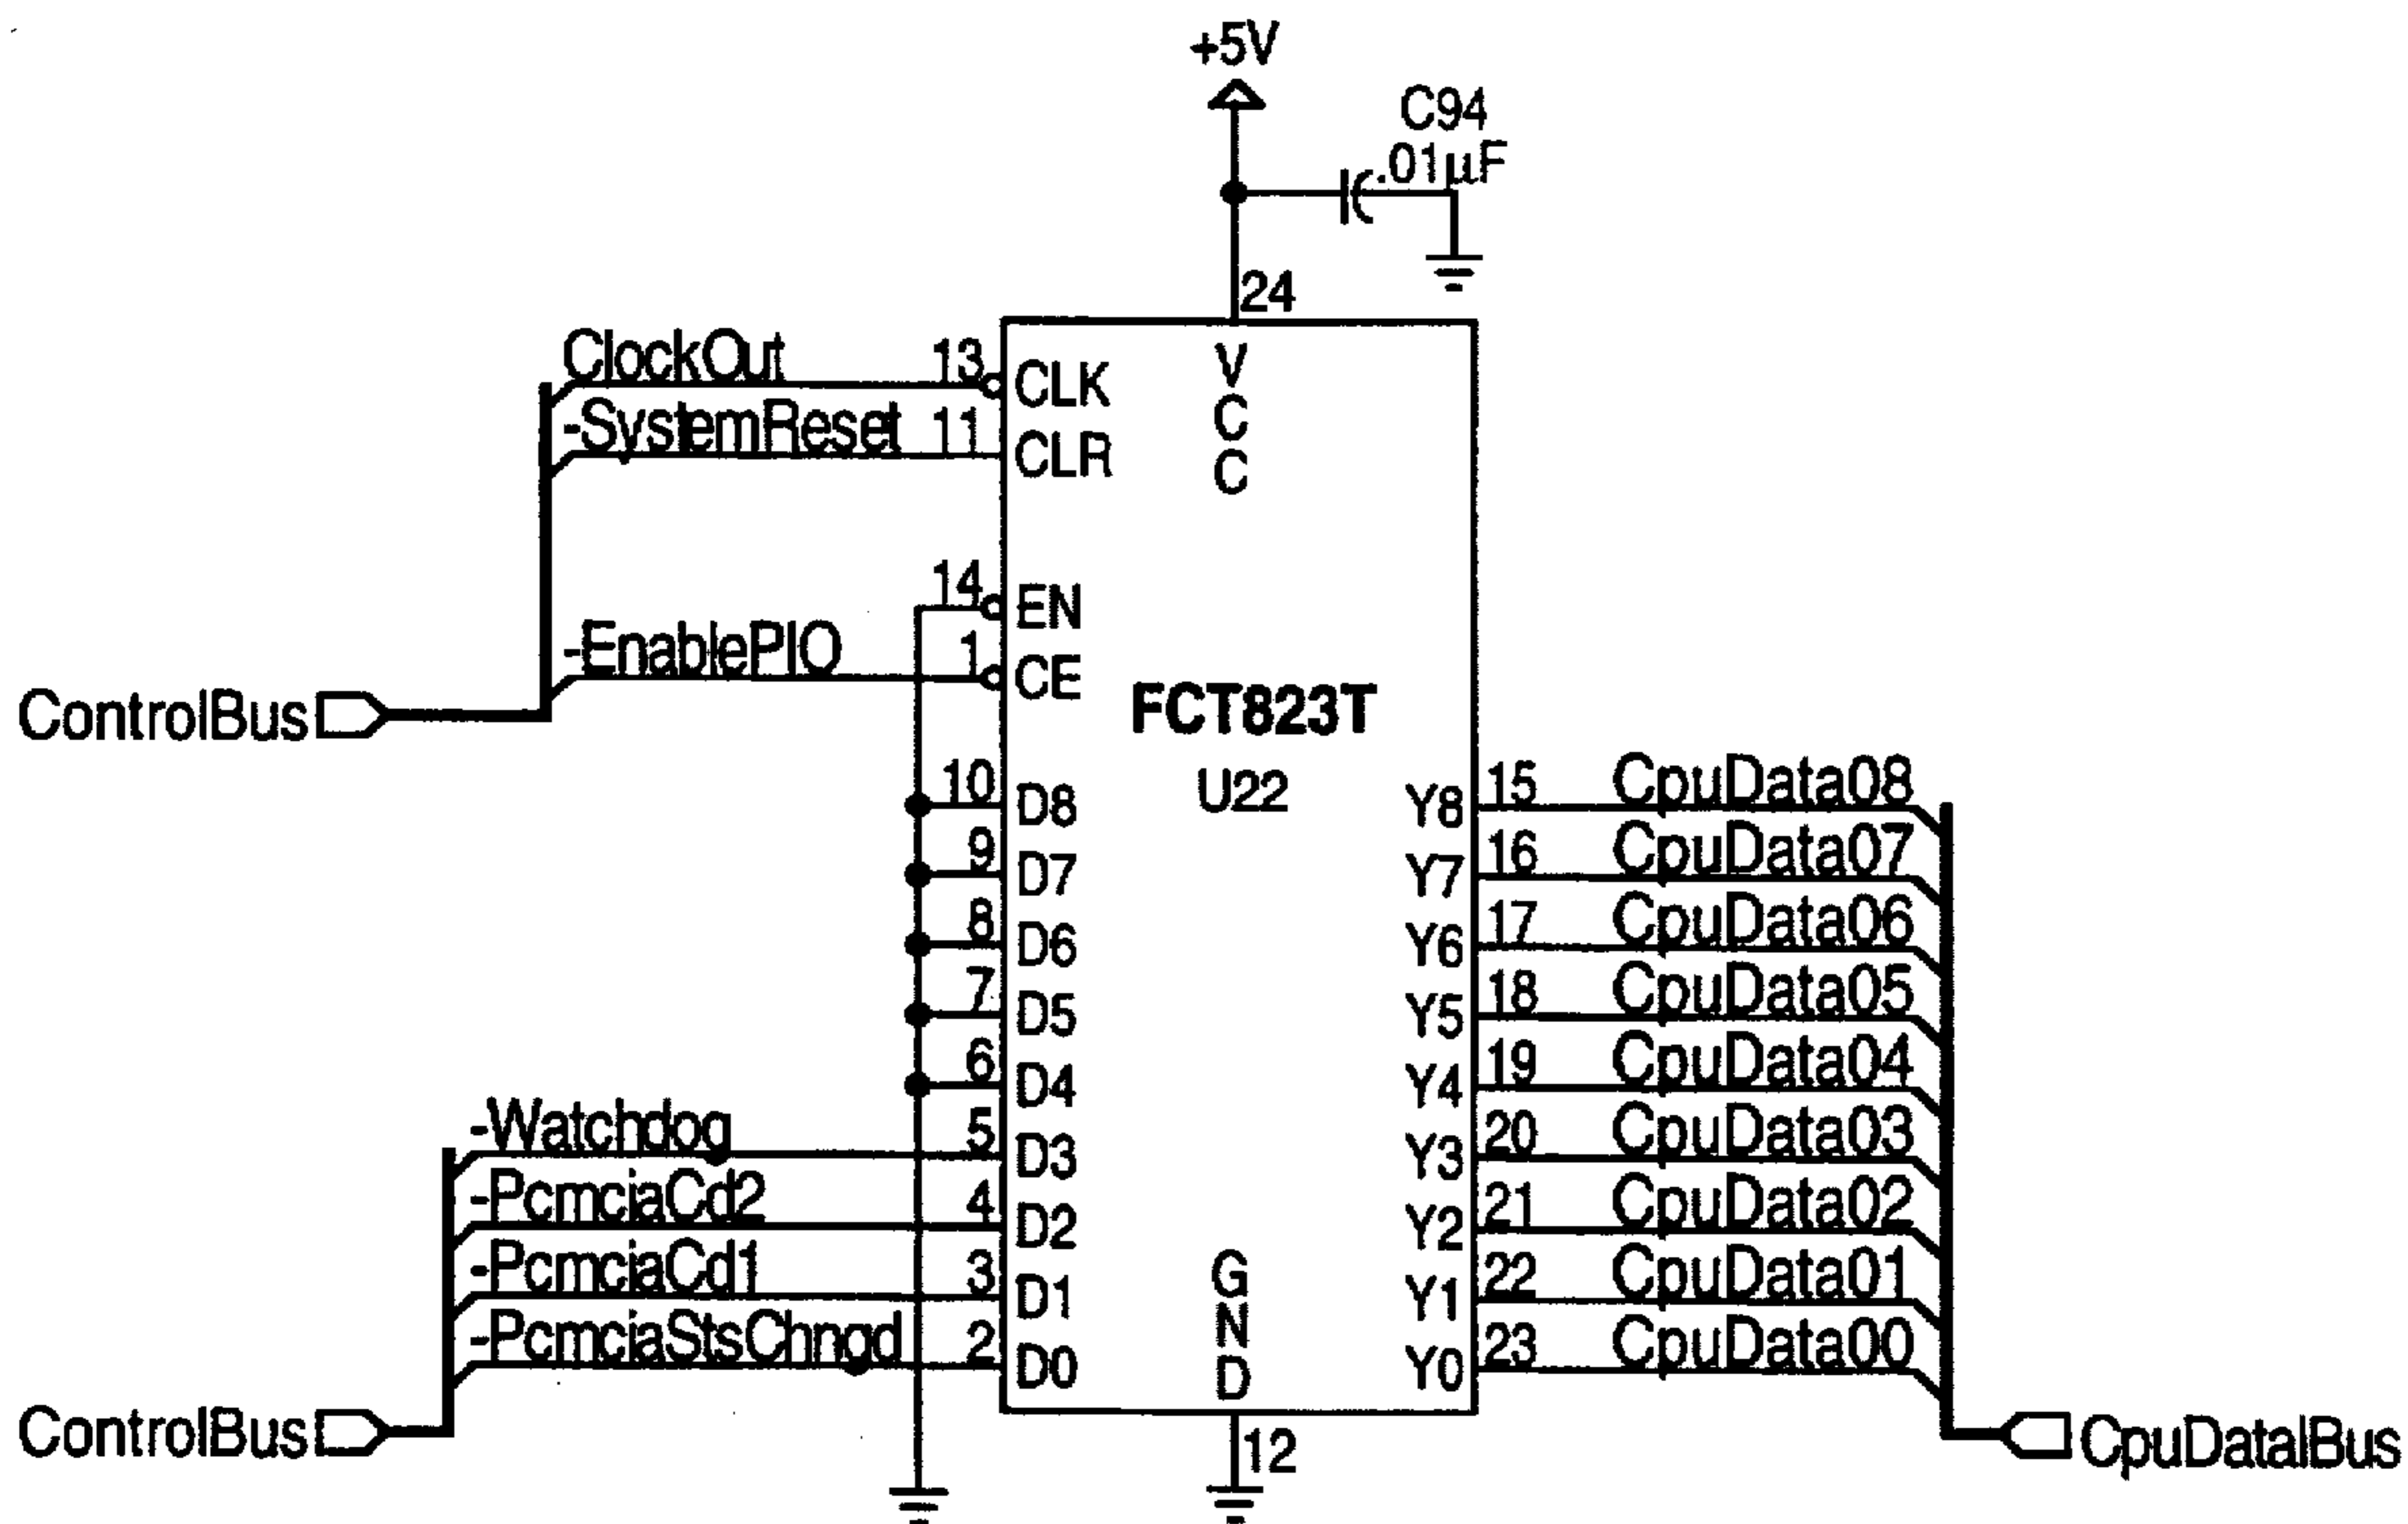 +5V
C94
.01µF
24
ClockOut 13 CLK
-SystemReset 11 CLR
VCC
14 EN
-EnablePIO 1 CE
ControlBus
FCT823T
U22
10 D8
9 D7
8 D6
7 D5
6 D4
-Watchdog 5 D3
-PcmciaCd2 4 D2
-PcmciaCd1 3 D1
-PcmciaStsChngd 2 D0
ControlBus
Y8 15 CpuData08
Y7 16 CpuData07
Y6 17 CpuData06
Y5 18 CpuData05
Y4 19 CpuData04
Y3 20 CpuData03
Y2 21 CpuData02
Y1 22 CpuData01
Y0 23 CpuData00
GND
12
CpuDatalBus